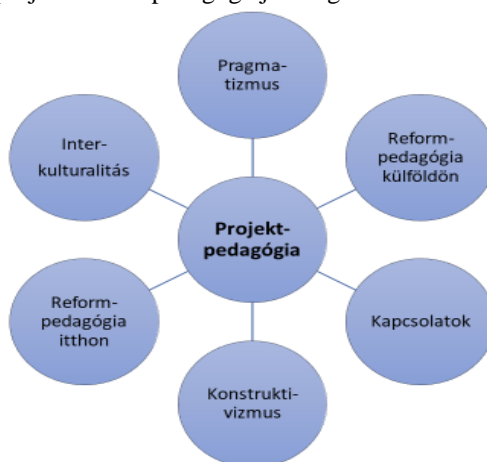 Pragma-
tizmus
Reform-
pedagógia
külföldön
Kapcsolatok
Konstrukti-
vizmus
Reform-
pedagógia
itthon
Inter-
kulturalitás
Projekt-
pedagógia